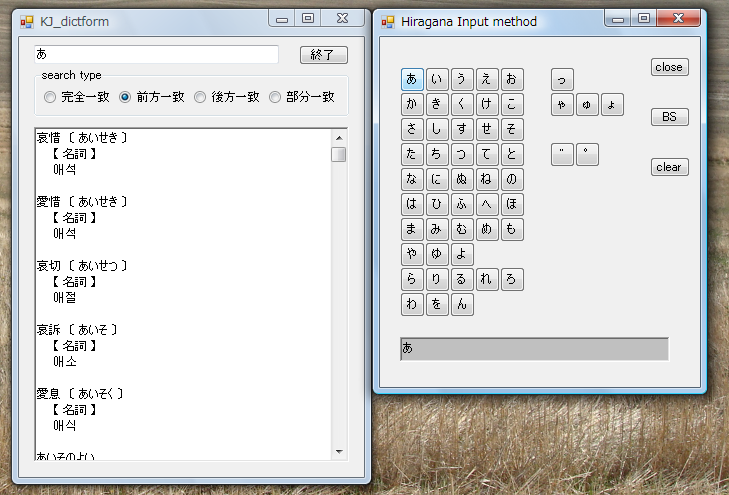 KJ_dictform
あ
終了
search type
完全一致 前方一致 後方一致 部分一致
哀惜 〔 あいせき 〕
【 名詞 】
애석
愛惜 〔 あいせき 〕
【 名詞 】
애석
哀切 〔 あいせつ 〕
【 名詞 】
애절
哀訴 〔 あいそ 〕
【 名詞 】
애소
愛息 〔 あいそく 〕
【 名詞 】
애식
あいそのよい
Hiragana Input method
あ い う え お っ
か き く け こ ゃ ゅ ょ
さ し す せ そ
た ち つ て と ゛ ゜
な に ぬ ね の
は ひ ふ へ ほ
ま み む め も
や ゆ よ
ら り る れ ろ
わ を ん
close
BS
clear
あ